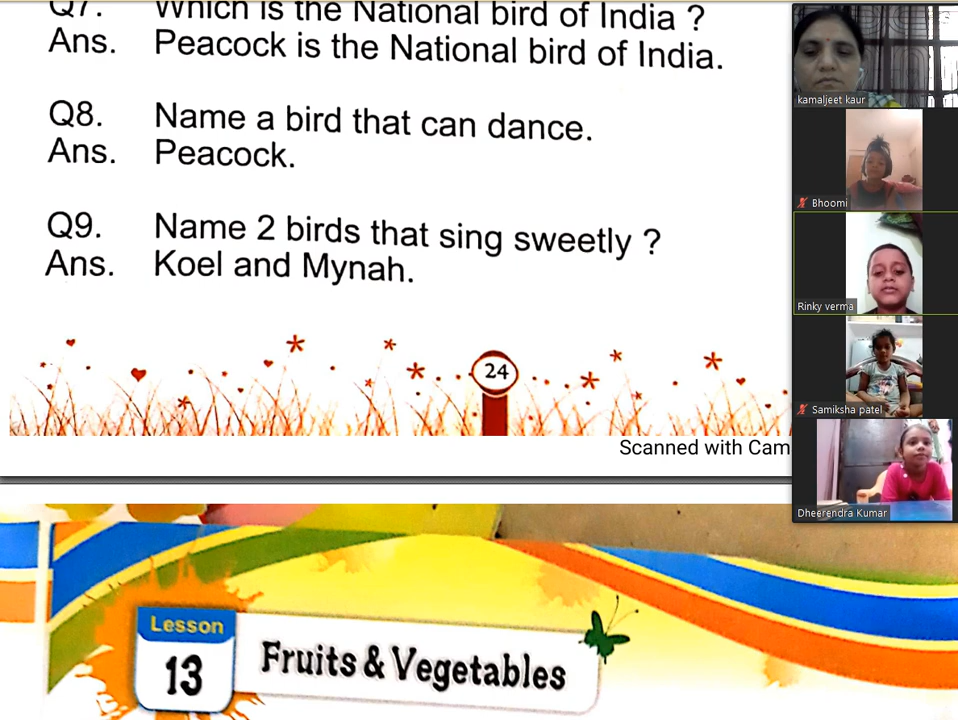 Q7. Which is the National bird of India ?
Ans. Peacock is the National bird of India.
Q8. Name a bird that can dance.
Ans. Peacock.
Q9. Name 2 birds that sing sweetly ?
Ans. Koel and Mynah.
24
Scanned with Cam
Lesson
13
Fruits & Vegetables
kamaljeet kaur
Bhoomi
Rinky verma
Samiksha patel
Dheerendra Kumar